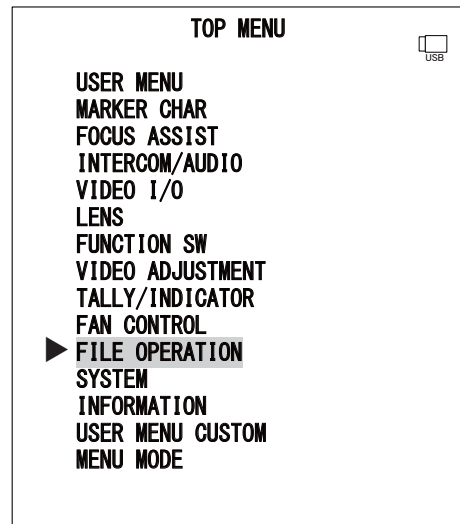 TOP MENU
USB
USER MENU
MARKER CHAR
FOCUS ASSIST
INTERCOM/AUDIO
VIDEO I/O
LENS
FUNCTION SW
VIDEO ADJUSTMENT
TALLY/INDICATOR
FAN CONTROL
FILE OPERATION
SYSTEM
INFORMATION
USER MENU CUSTOM
MENU MODE